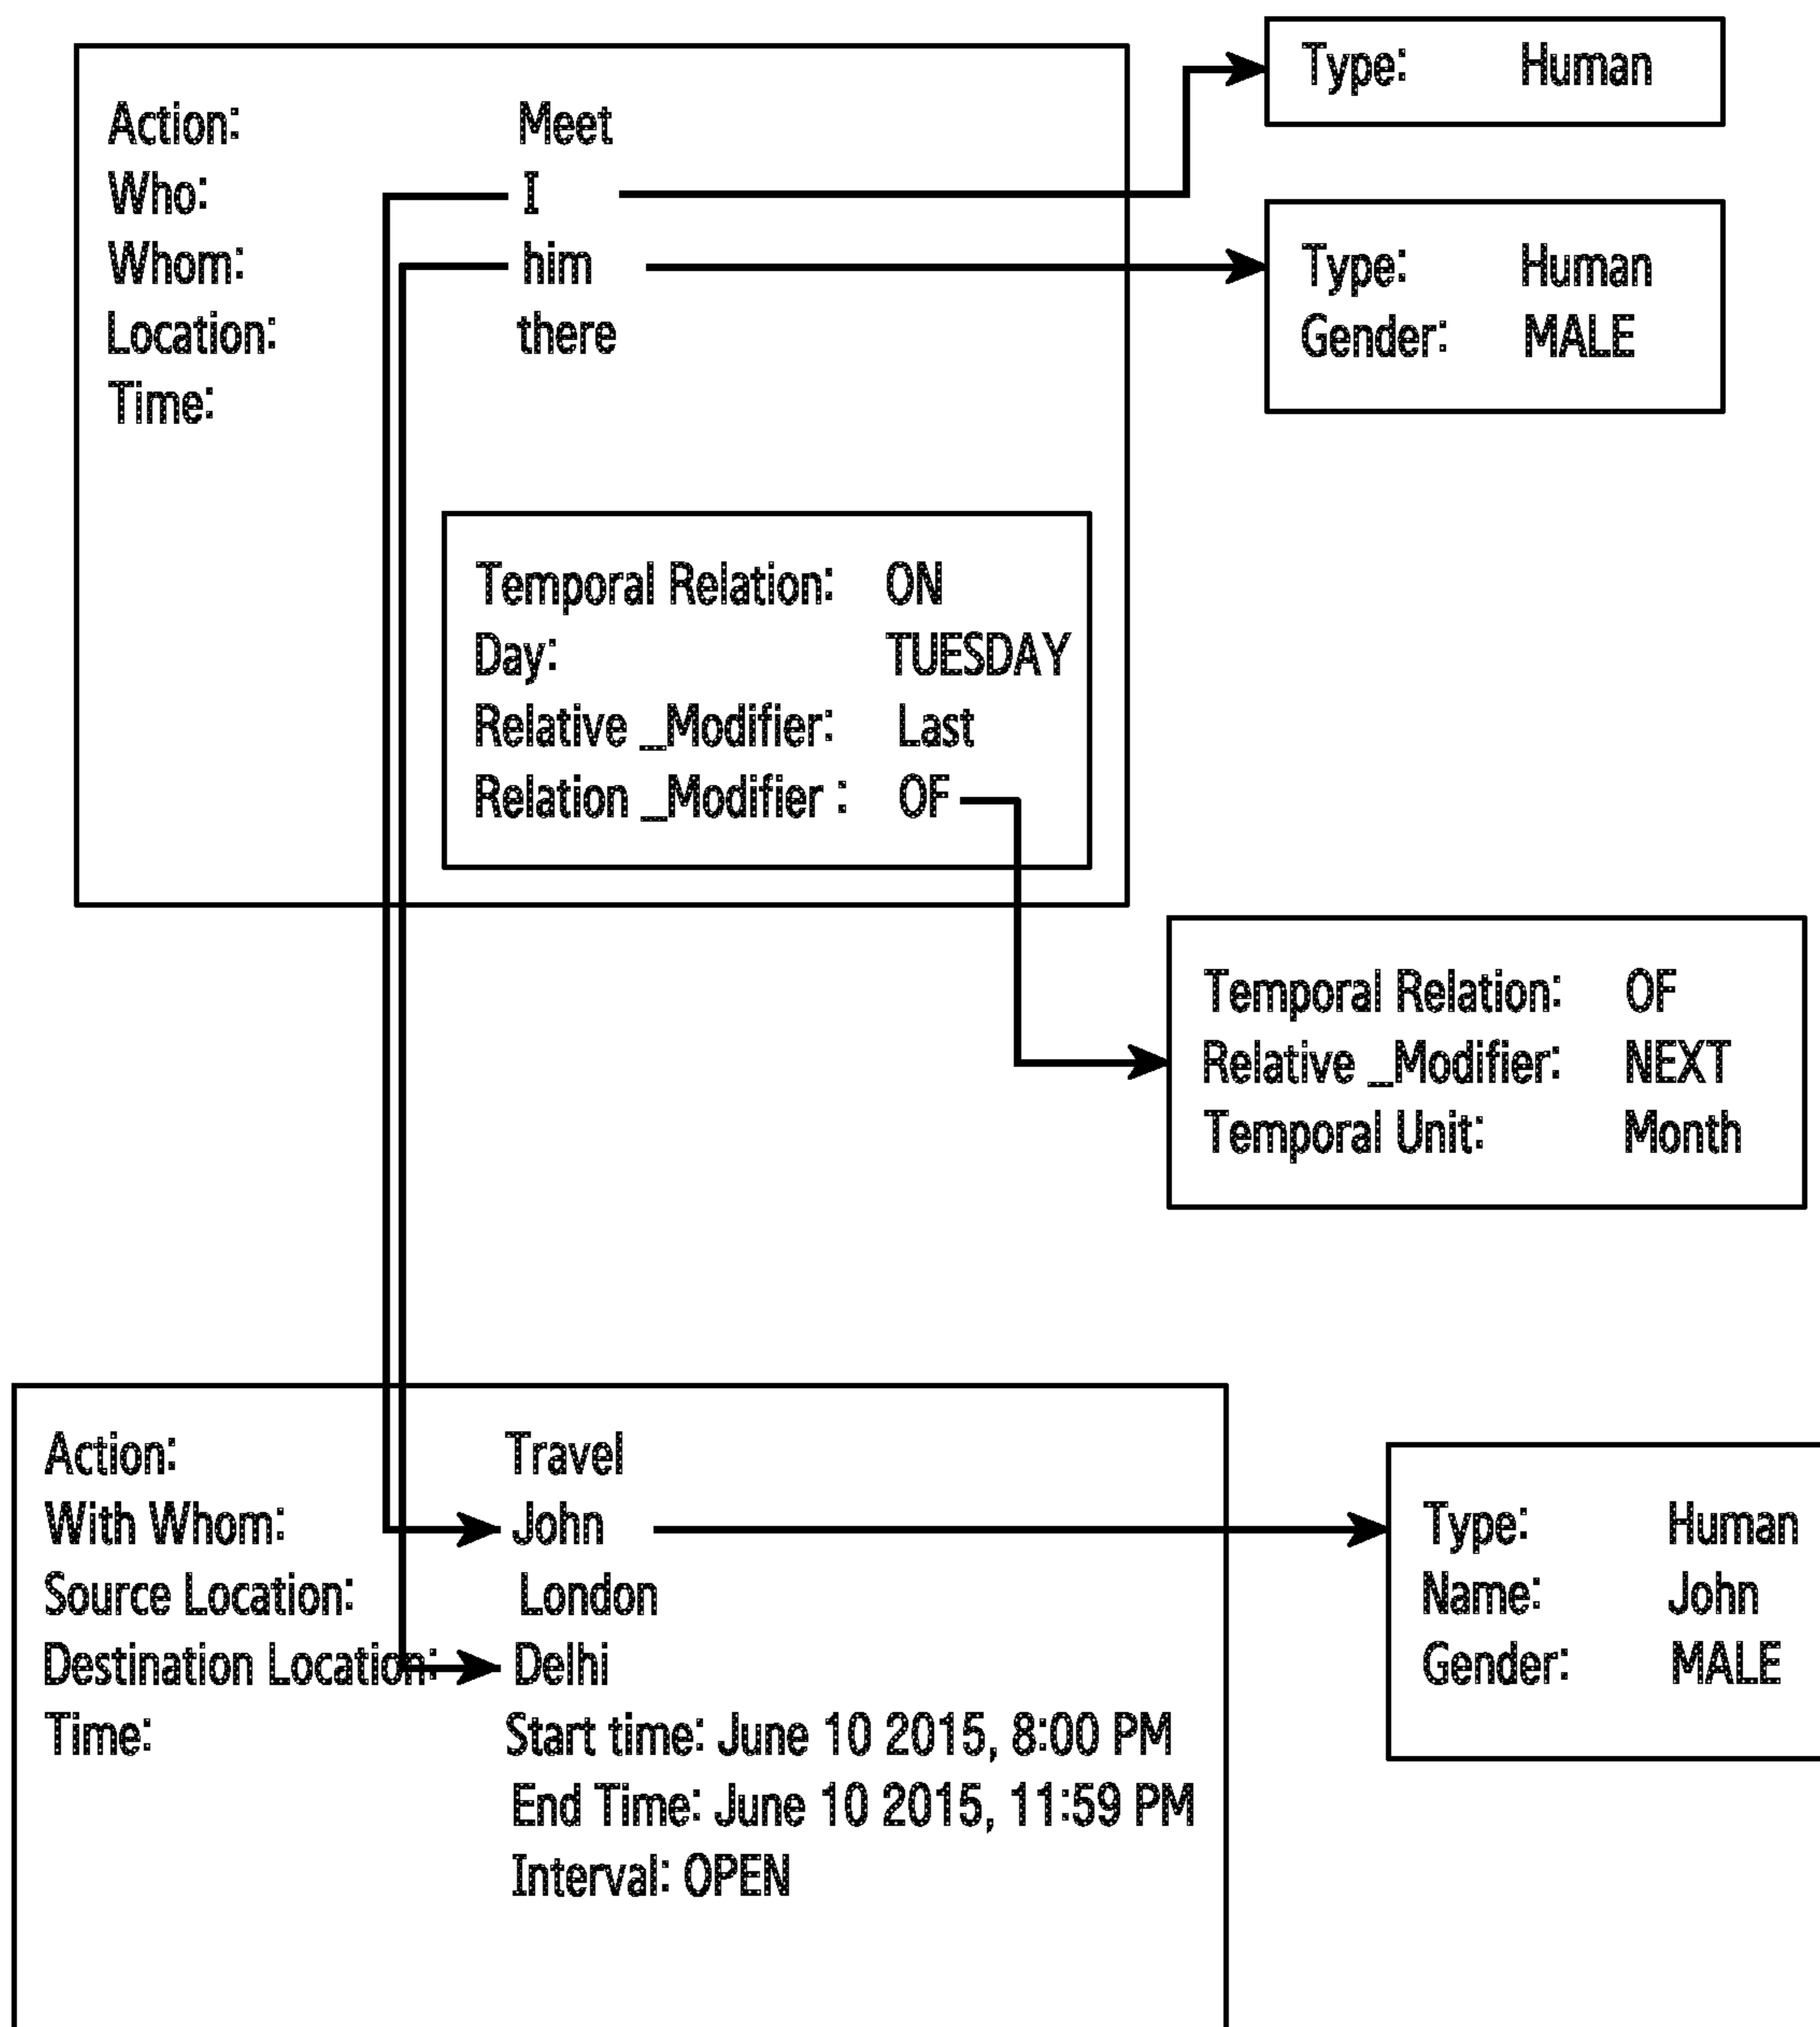 Type: Human
Action: Meet
Who: I
Whom: him
Location: there
Time:
Type: Human
Gender: MALE
Temporal Relation: ON
Day: TUESDAY
Relative _Modifier: Last
Relation _Modifier : OF
Temporal Relation: OF
Relative _Modifier: NEXT
Temporal Unit: Month
Action: Travel
With Whom: John
Source Location: London
Destination Location: Delhi
Time: Start time: June 10 2015, 8:00 PM
End Time: June 10 2015, 11:59 PM
Interval: OPEN
Type: Human
Name: John
Gender: MALE